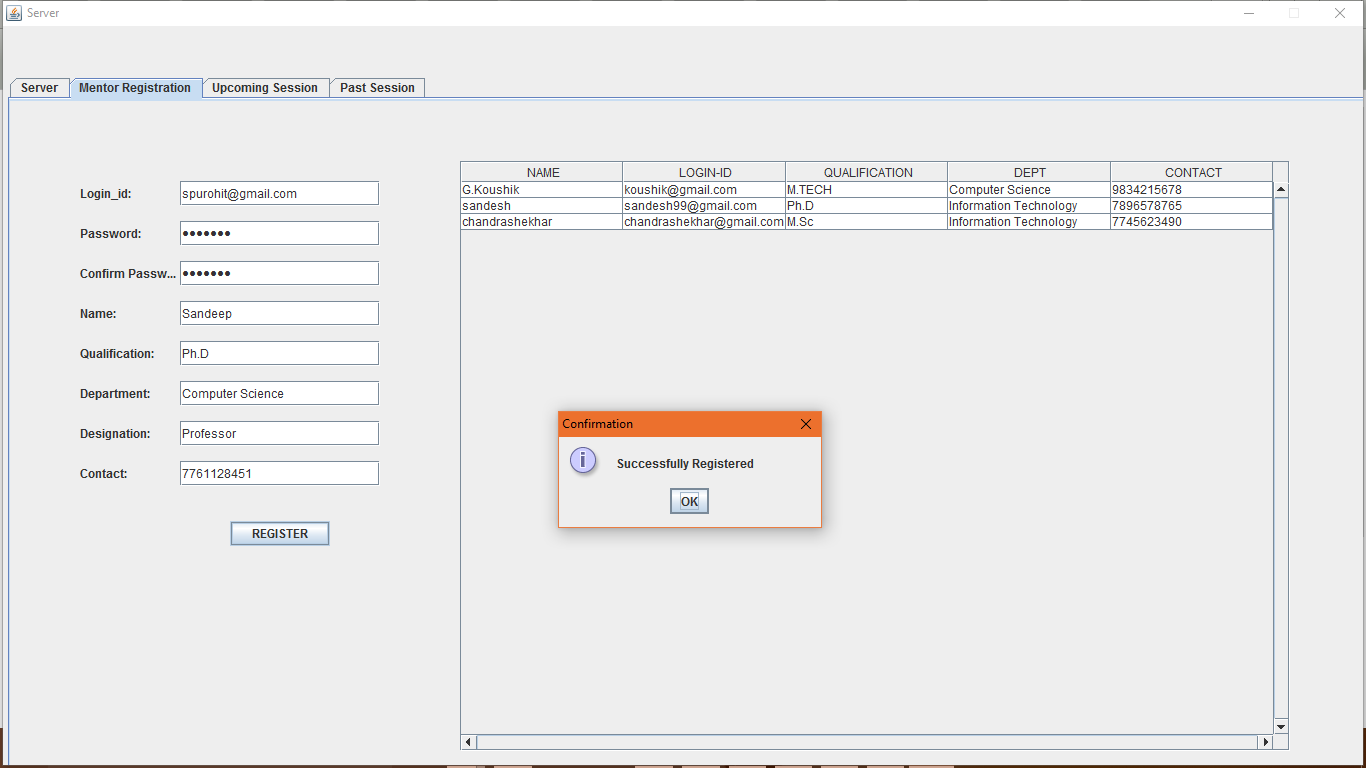 Server
Server Mentor Registration Upcoming Session Past Session
Login_id: spurohit@gmail.com
Password: •••••••
Confirm Passw... •••••••
Name: Sandeep
Qualification: Ph.D
Department: Computer Science
Designation: Professor
Contact: 7761128451
REGISTER
NAME LOGIN-ID QUALIFICATION DEPT CONTACT
G.Koushik koushik@gmail.com M.TECH Computer Science 9834215678
sandesh sandesh99@gmail.com Ph.D Information Technology 7896578765
chandrashekhar chandrashekhar@gmail.com M.Sc Information Technology 7745623490
Confirmation
i
Successfully Registered
OK